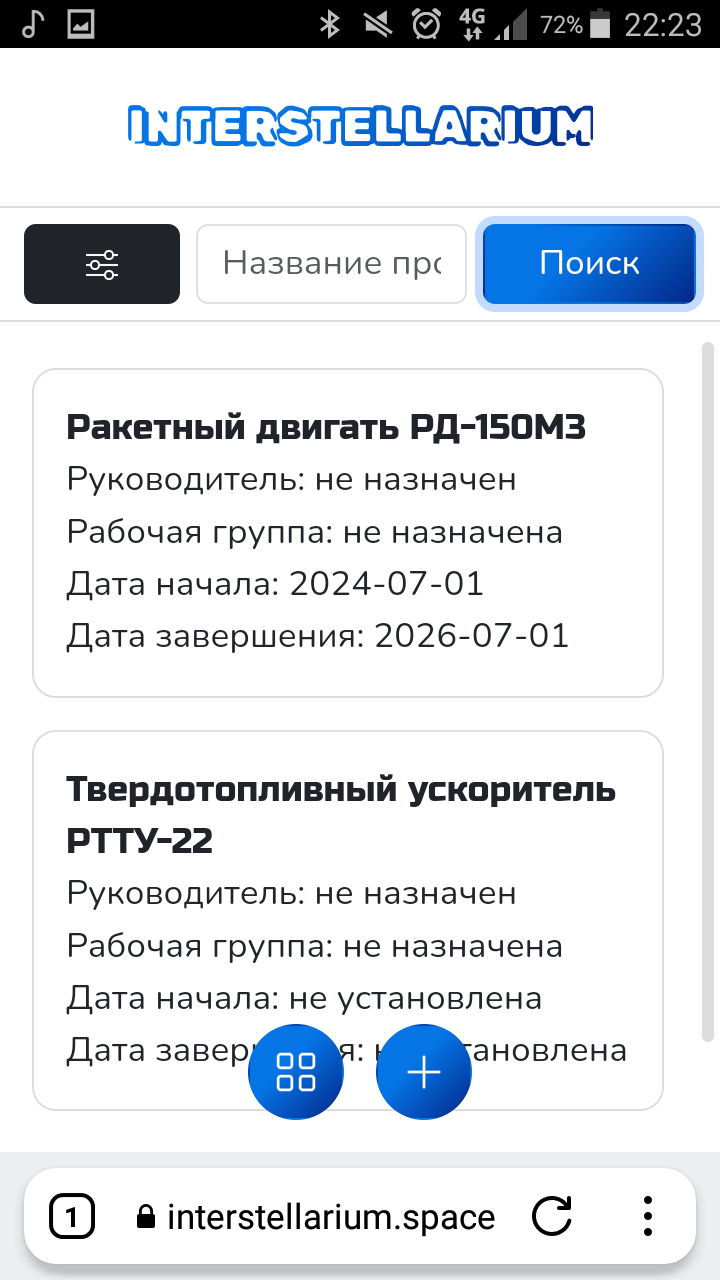 4G 72% 22:23
INTERSTELLARIUM
Название про Поиск
Ракетный двигать РД-150М3
Руководитель: не назначен
Рабочая группа: не назначена
Дата начала: 2024-07-01
Дата завершения: 2026-07-01
Твердотопливный ускоритель
РТТУ-22
Руководитель: не назначен
Рабочая группа: не назначена
Дата начала: не установлена
Дата
1 interstellarium.space